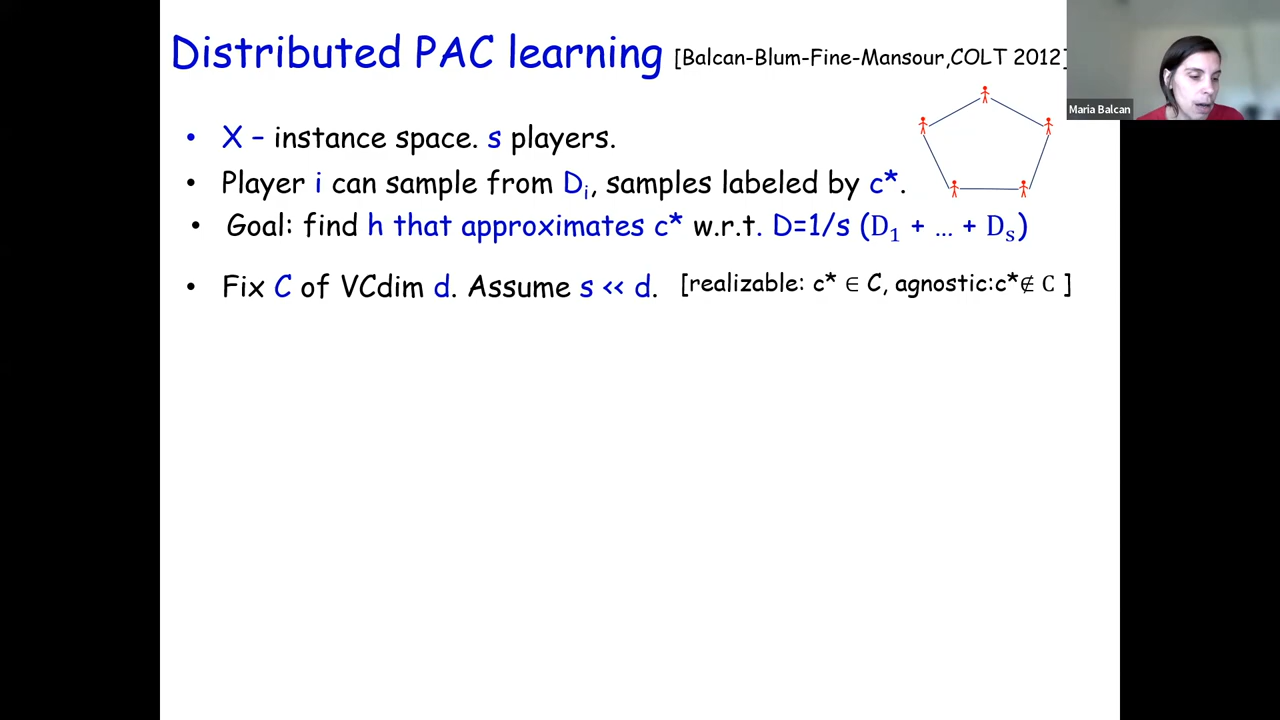 Distributed PAC learning [Balcan-Blum-Fine-Mansour,COLT 2012]
Maria Balcan
• X – instance space. s players.
• Player i can sample from Dᵢ, samples labeled by c*.
• Goal: find h that approximates c* w.r.t. D=1/s (D₁ + … + Dₛ)
• Fix C of VCdim d. Assume s << d. [realizable: c* ∈ C, agnostic:c*∉ C ]